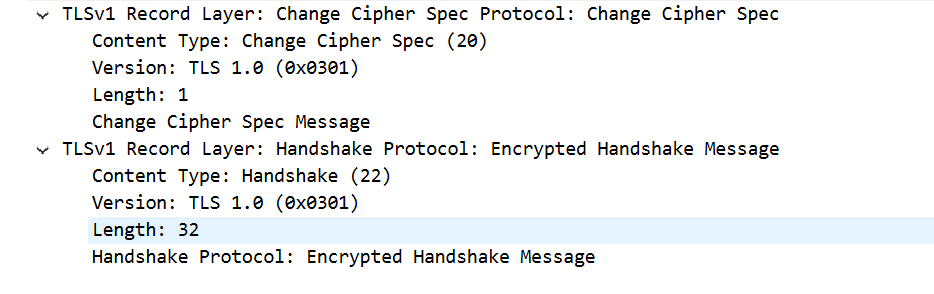 TLSv1 Record Layer: Change Cipher Spec Protocol: Change Cipher Spec
Content Type: Change Cipher Spec (20)
Version: TLS 1.0 (0x0301)
Length: 1
Change Cipher Spec Message
TLSv1 Record Layer: Handshake Protocol: Encrypted Handshake Message
Content Type: Handshake (22)
Version: TLS 1.0 (0x0301)
Length: 32
Handshake Protocol: Encrypted Handshake Message